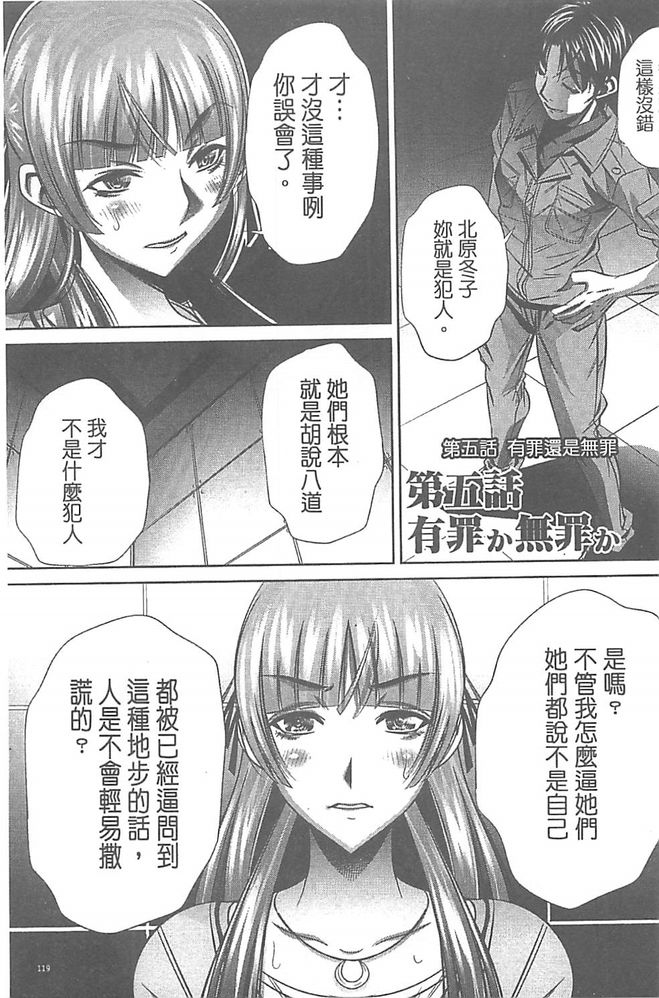 這樣沒錯
北原冬子
妳就是犯人。
第五話 有罪還是無罪
第五話
有罪か無罪か
才…
才沒這種事咧
你誤會了。
她們根本
就是胡說八道
我才
不是什麼犯人
是嗎？
不管我怎麼逼她們
她們都說不是自己
都被已經逼問到
這種地步的話，
人是不會輕易撒
謊的？
119